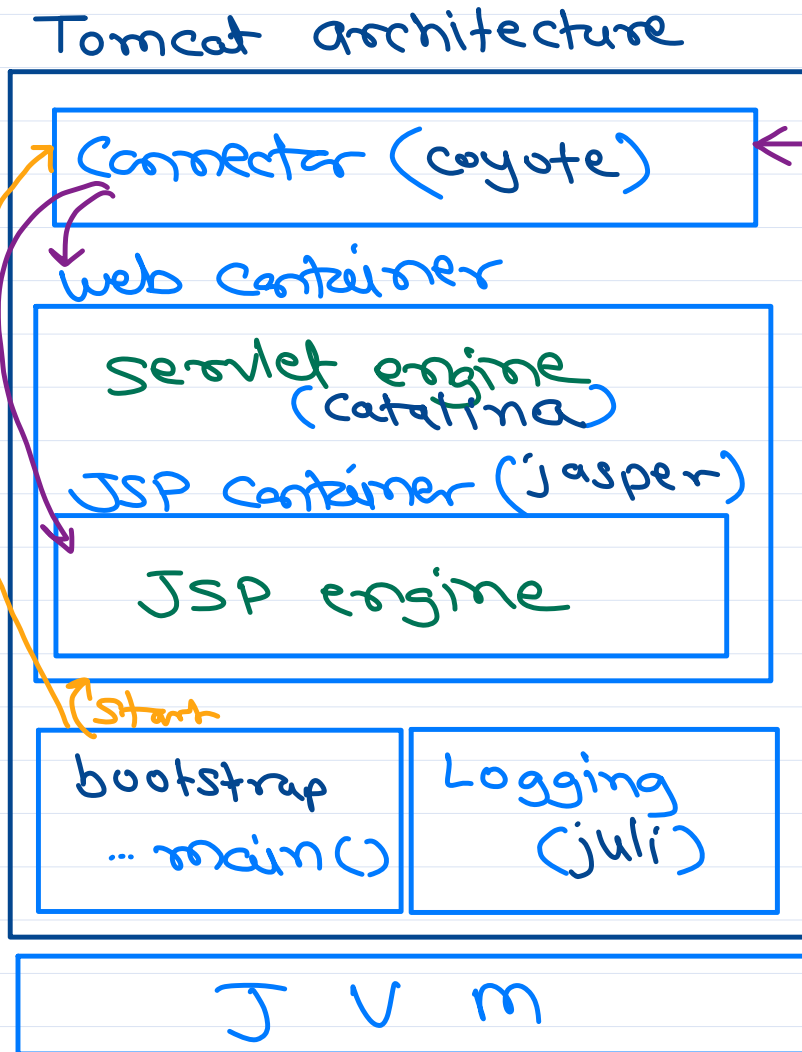 Tomcat architecture
Connector (coyote)
web container
servlet engine
(catalina)
JSP container (jasper)
JSP engine
start
bootstrap
... main()
Logging
(juli)
J V M